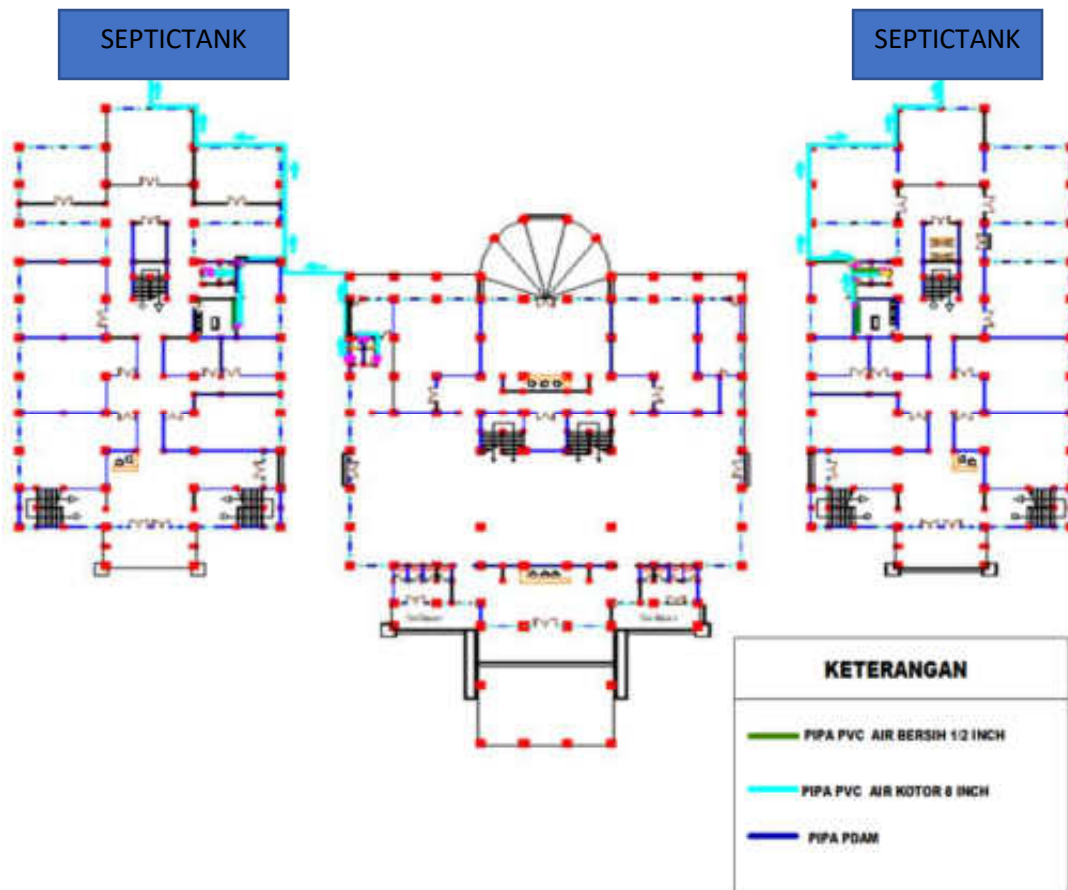 SEPTICTANK
SEPTICTANK
KETERANGAN
PIPA PVC AIR BERSIH 1/2 INCH
PIPA PVC AIR KOTOR 8 INCH
PIPA PDAM